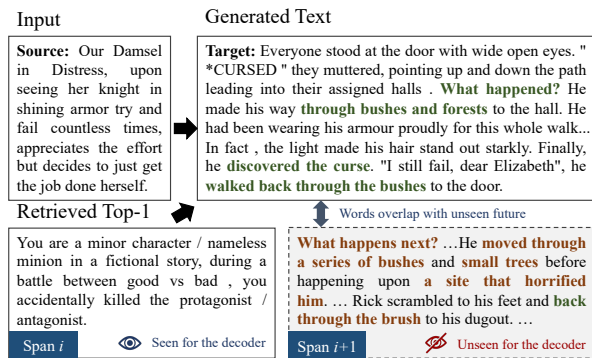 Input
Generated Text
Source: Our Damsel
in Distress, upon
seeing her knight in
shining armor try and
fail countless times,
appreciates the effort
but decides to just get
the job done herself.
Target: Everyone stood at the door with wide open eyes. "
*CURSED " they muttered, pointing up and down the path
leading into their assigned halls . What happened? He
made his way through bushes and forests to the hall. He
had been wearing his armour proudly for this whole walk...
In fact , the light made his hair stand out starkly. Finally,
he discovered the curse. "I still fail, dear Elizabeth", he
walked back through the bushes to the door.
Retrieved Top-1
Words overlap with unseen future
You are a minor character / nameless
minion in a fictional story, during a
battle between good vs bad , you
accidentally killed the protagonist /
antagonist.
Span i
Seen for the decoder
What happens next? …He moved through
a series of bushes and small trees before
happening upon a site that horrified
him. … Rick scrambled to his feet and back
through the brush to his dugout. …
Span i+1
Unseen for the decoder